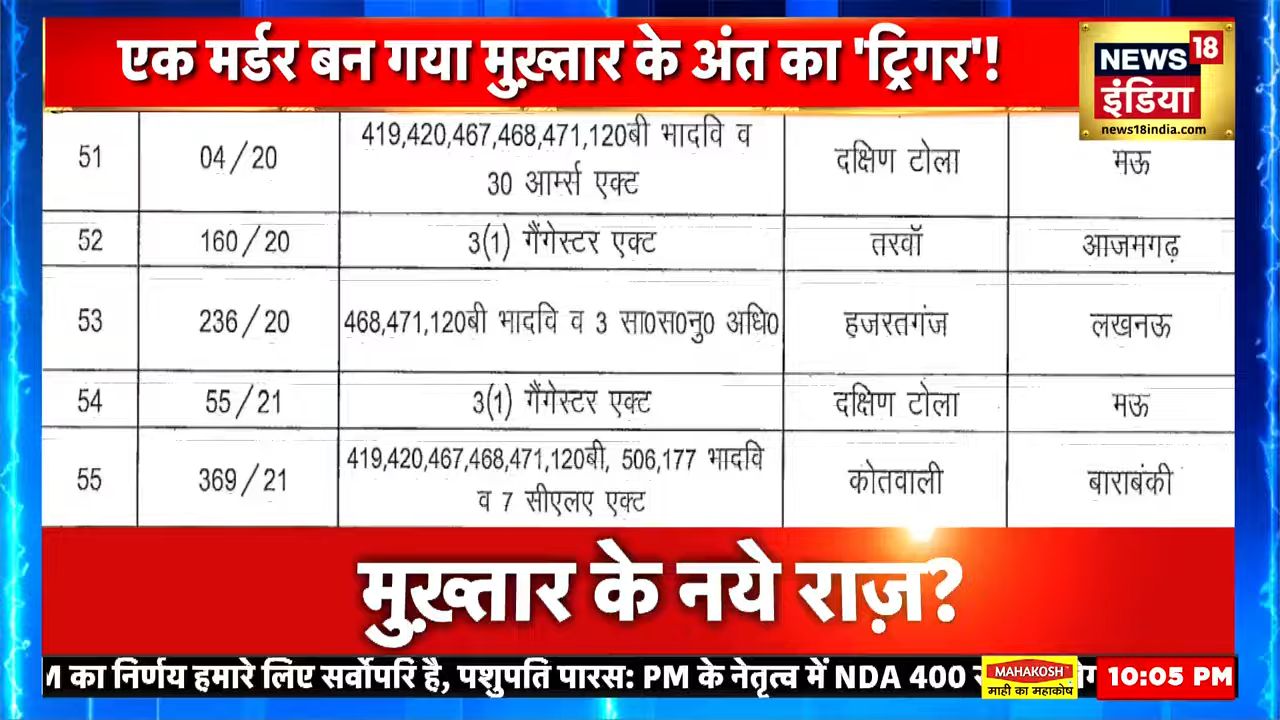 एक मर्डर बन गया मुख़्तार के अंत का 'ट्रिगर'!
NEWS 18
इंडिया
news18india.com
51 04/20 419,420,467,468,471,120बी भादवि व 30 आर्म्स एक्ट दक्षिण टोला मऊ
52 160/20 3(1) गैंगेस्टर एक्ट तरवॉ आजमगढ़
53 236/20 468,471,120बी भादवि व 3 सा0स0नु0 अधि0 हजरतगंज लखनऊ
54 55/21 3(1) गैंगेस्टर एक्ट दक्षिण टोला मऊ
55 369/21 419,420,467,468,471,120बी, 506,177 भादवि व 7 सीएलए एक्ट कोतवाली बाराबंकी
मुख़्तार के नये राज़?
का निर्णय हमारे लिए सर्वोपरि है, पशुपति पारस: PM के नेतृत्व में NDA 400
MAHAKOSH
माही का महाकोष
10:05 PM